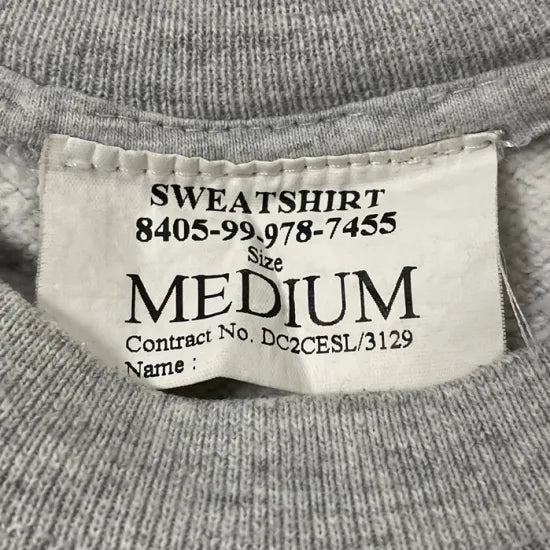 SWEATSHIRT
8405-99-978-7455
Size
MEDIUM
Contract No. DC2CESL/3129
Name :